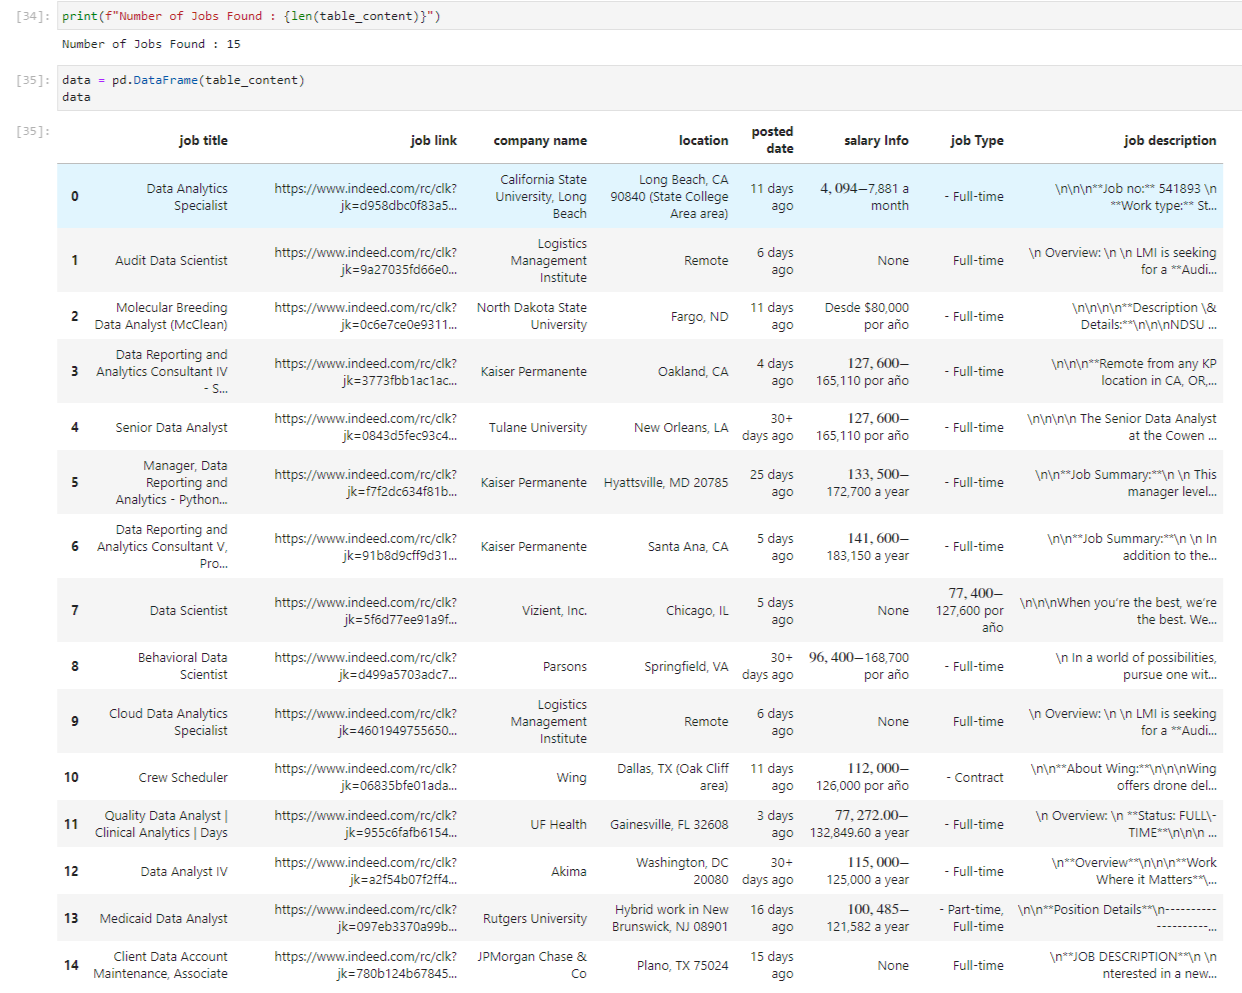 [34]: print(f"Number of Jobs Found : {len(table_content)}")
Number of Jobs Found : 15
[35]: data = pd.DataFrame(table_content)
data
[35]:
job title job link company name location posted date salary Info job Type job description
0 Data Analytics Specialist https://www.indeed.com/rc/clk?jk=d958dbc0f83a5... California State University, Long Beach Long Beach, CA 90840 (State College Area area) 11 days ago 4, 094−7,881 a month - Full-time \n\n\n**Job no:** 541893 \n **Work type:** St...
1 Audit Data Scientist https://www.indeed.com/rc/clk?jk=9a27035fd66e0... Logistics Management Institute Remote 6 days ago None Full-time \n Overview: \n \n LMI is seeking for a **Audi...
2 Molecular Breeding Data Analyst (McClean) https://www.indeed.com/rc/clk?jk=0c6e7ce0e9311... North Dakota State University Fargo, ND 11 days ago Desde $80,000 por año - Full-time \n\n\n\n**Description \& Details:**\n\n\nNDSU ...
3 Data Reporting and Analytics Consultant IV - S... https://www.indeed.com/rc/clk?jk=3773fbb1ac1ac... Kaiser Permanente Oakland, CA 4 days ago 127, 600−165,110 por año - Full-time \n\n\n**Remote from any KP location in CA, OR,...
4 Senior Data Analyst https://www.indeed.com/rc/clk?jk=0843d5fec93c4... Tulane University New Orleans, LA 30+ days ago 127, 600−165,110 por año - Full-time \n\n\n\n The Senior Data Analyst at the Cowen ...
5 Manager, Data Reporting and Analytics - Python... https://www.indeed.com/rc/clk?jk=f7f2dc634f81b... Kaiser Permanente Hyattsville, MD 20785 25 days ago 133, 500−172,700 a year - Full-time \n\n**Job Summary:**\n \n This manager level...
6 Data Reporting and Analytics Consultant V, Pro... https://www.indeed.com/rc/clk?jk=91b8d9cff9d31... Kaiser Permanente Santa Ana, CA 5 days ago 141, 600−183,150 a year - Full-time \n\n**Job Summary:**\n \n In addition to the...
7 Data Scientist https://www.indeed.com/rc/clk?jk=5f6d77ee91a9f... Vizient, Inc. Chicago, IL 5 days ago None 77, 400−127,600 por año \n\n\nWhen you're the best, we're the best. We...
8 Behavioral Data Scientist https://www.indeed.com/rc/clk?jk=d499a5703adc7... Parsons Springfield, VA 30+ days ago 96, 400−168,700 por año - Full-time \n In a world of possibilities, pursue one wit...
9 Cloud Data Analytics Specialist https://www.indeed.com/rc/clk?jk=4601949755650... Logistics Management Institute Remote 6 days ago None Full-time \n Overview: \n \n LMI is seeking for a **Audi...
10 Crew Scheduler https://www.indeed.com/rc/clk?jk=06835bfe01ada... Wing Dallas, TX (Oak Cliff area) 11 days ago 112, 000−126,000 por año - Contract \n\n**About Wing:**\n\n\nWing offers drone del...
11 Quality Data Analyst | Clinical Analytics | Days https://www.indeed.com/rc/clk?jk=955c6fafb6154... UF Health Gainesville, FL 32608 3 days ago 77, 272.00−132,849.60 a year - Full-time \n Overview: \n **Status: FULL\-TIME**\n\n\n ...
12 Data Analyst IV https://www.indeed.com/rc/clk?jk=a2f54b07f2ff4... Akima Washington, DC 20080 30+ days ago 115, 000−125,000 a year - Full-time \n**Overview**\n\n\n**Work Where it Matters**\...
13 Medicaid Data Analyst https://www.indeed.com/rc/clk?jk=097eb3370a99b... Rutgers University Hybrid work in New Brunswick, NJ 08901 16 days ago 100, 485−121,582 a year - Part-time, Full-time \n\n**Position Details**\n-----------------------------...
14 Client Data Account Maintenance, Associate https://www.indeed.com/rc/clk?jk=780b124b67845... JPMorgan Chase & Co Plano, TX 75024 15 days ago None Full-time \n**JOB DESCRIPTION**\n \n nterested in a new...